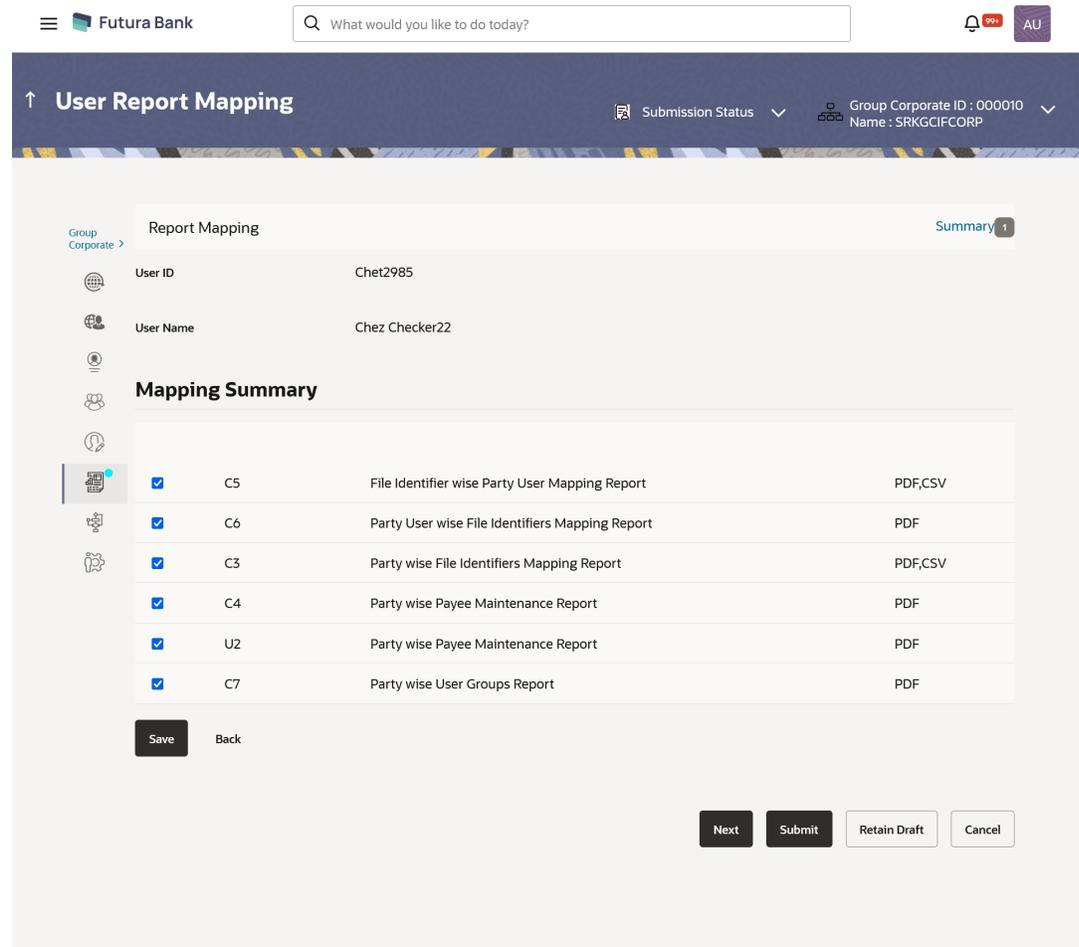 Futura Bank
What would you like to do today?
99+
AU
User Report Mapping
Submission Status
Group Corporate ID : 000010
Name : SRKGCIFCORP
Group
Corporate
Report Mapping
Summary 1
User ID Chet2985
User Name Chez Checker22
Mapping Summary
C5 File Identifier wise Party User Mapping Report PDF,CSV
C6 Party User wise File Identifiers Mapping Report PDF
C3 Party wise File Identifiers Mapping Report PDF,CSV
C4 Party wise Payee Maintenance Report PDF
U2 Party wise Payee Maintenance Report PDF
C7 Party wise User Groups Report PDF
Save Back
Next Submit Retain Draft Cancel